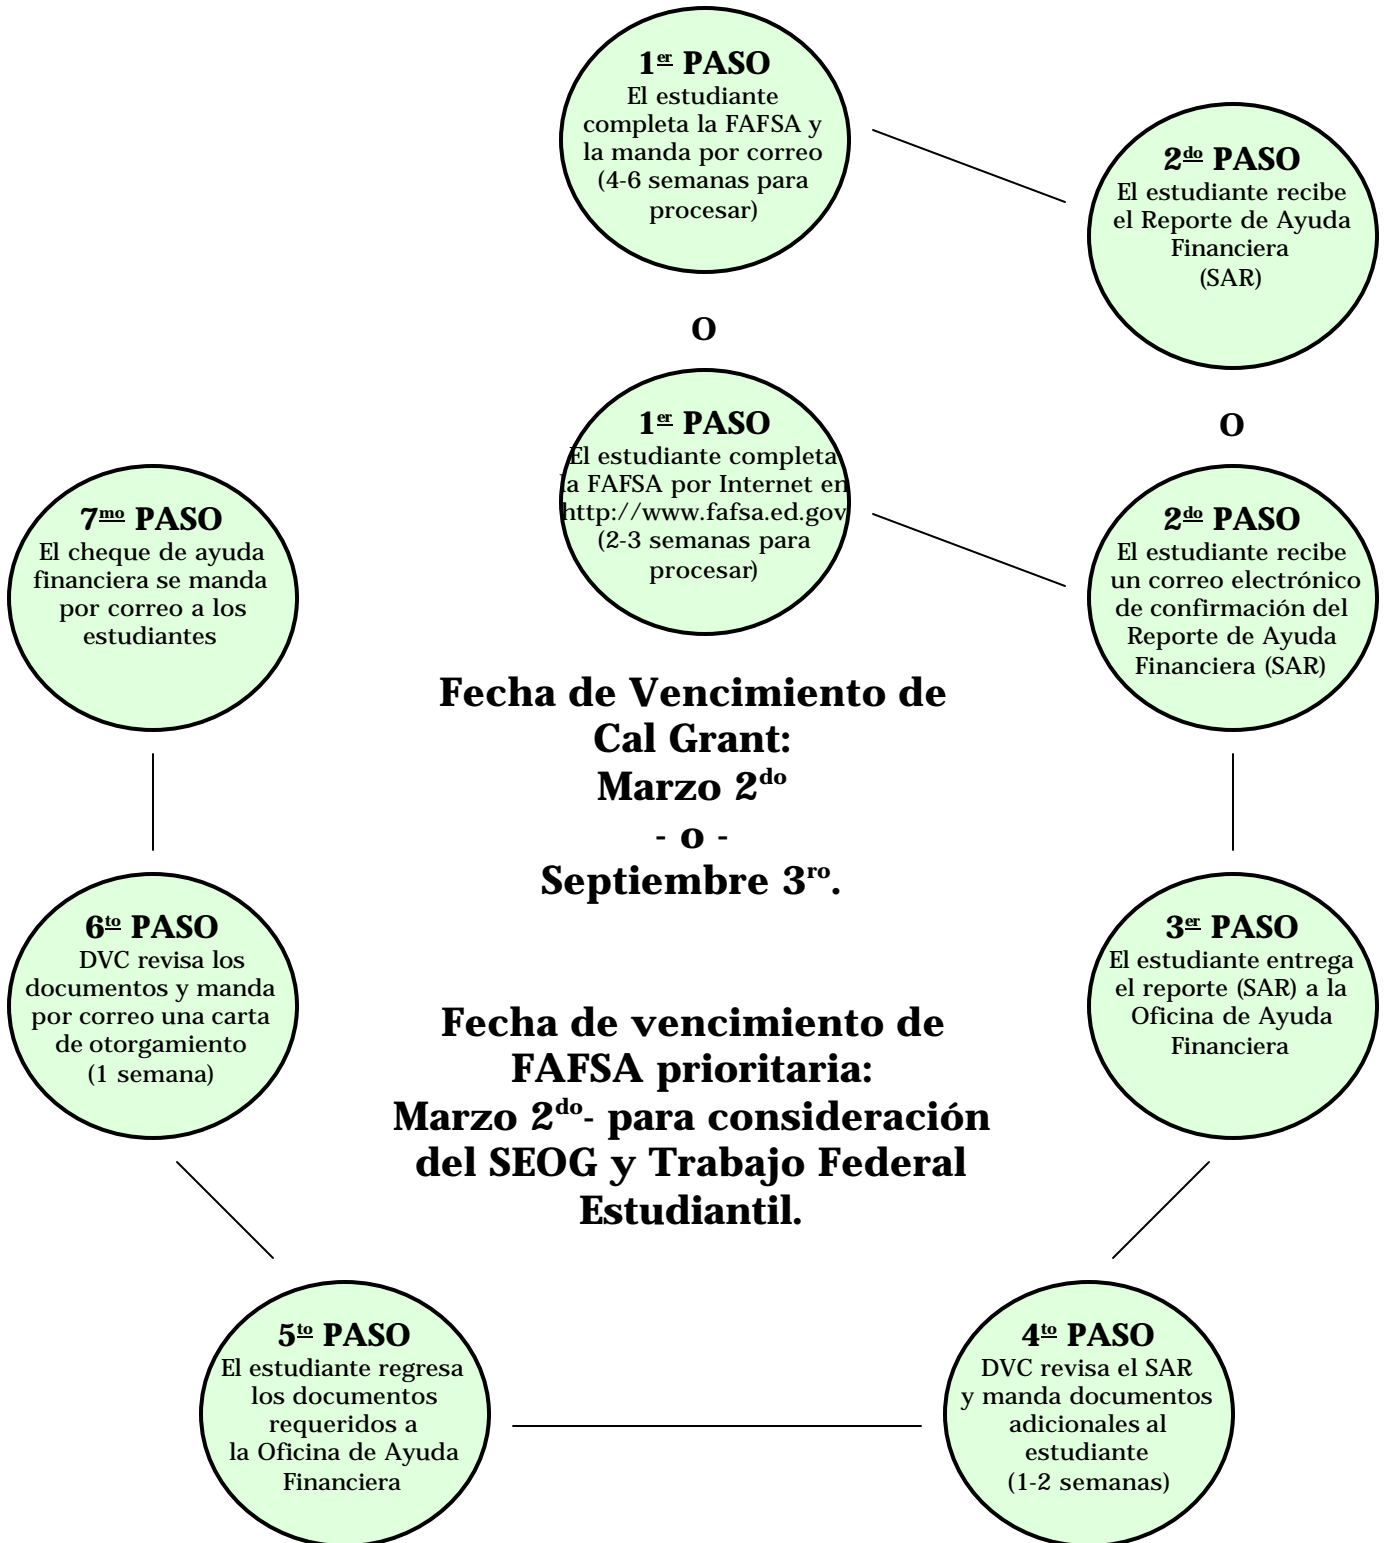 1er PASO
El estudiante
completa la FAFSA y
la manda por correo
(4-6 semanas para
procesar)
O
1er PASO
El estudiante completa
la FAFSA por Internet en
http://www.fafsa.ed.gov
(2-3 semanas para
procesar)
2do PASO
El estudiante recibe
el Reporte de Ayuda
Financiera
(SAR)
O
2do PASO
El estudiante recibe
un correo electrónico
de confirmación del
Reporte de Ayuda
Financiera (SAR)
3er PASO
El estudiante entrega
el reporte (SAR) a la
Oficina de Ayuda
Financiera
4to PASO
DVC revisa el SAR
y manda documentos
adicionales al
estudiante
(1-2 semanas)
5to PASO
El estudiante regresa
los documentos
requeridos a
la Oficina de Ayuda
Financiera
6to PASO
DVC revisa los
documentos y manda
por correo una carta
de otorgamiento
(1 semana)
7mo PASO
El cheque de ayuda
financiera se manda
por correo a los
estudiantes
Fecha de Vencimiento de
Cal Grant:
Marzo 2do
- o -
Septiembre 3ro.
Fecha de vencimiento de
FAFSA prioritaria:
Marzo 2do- para consideración
del SEOG y Trabajo Federal
Estudiantil.